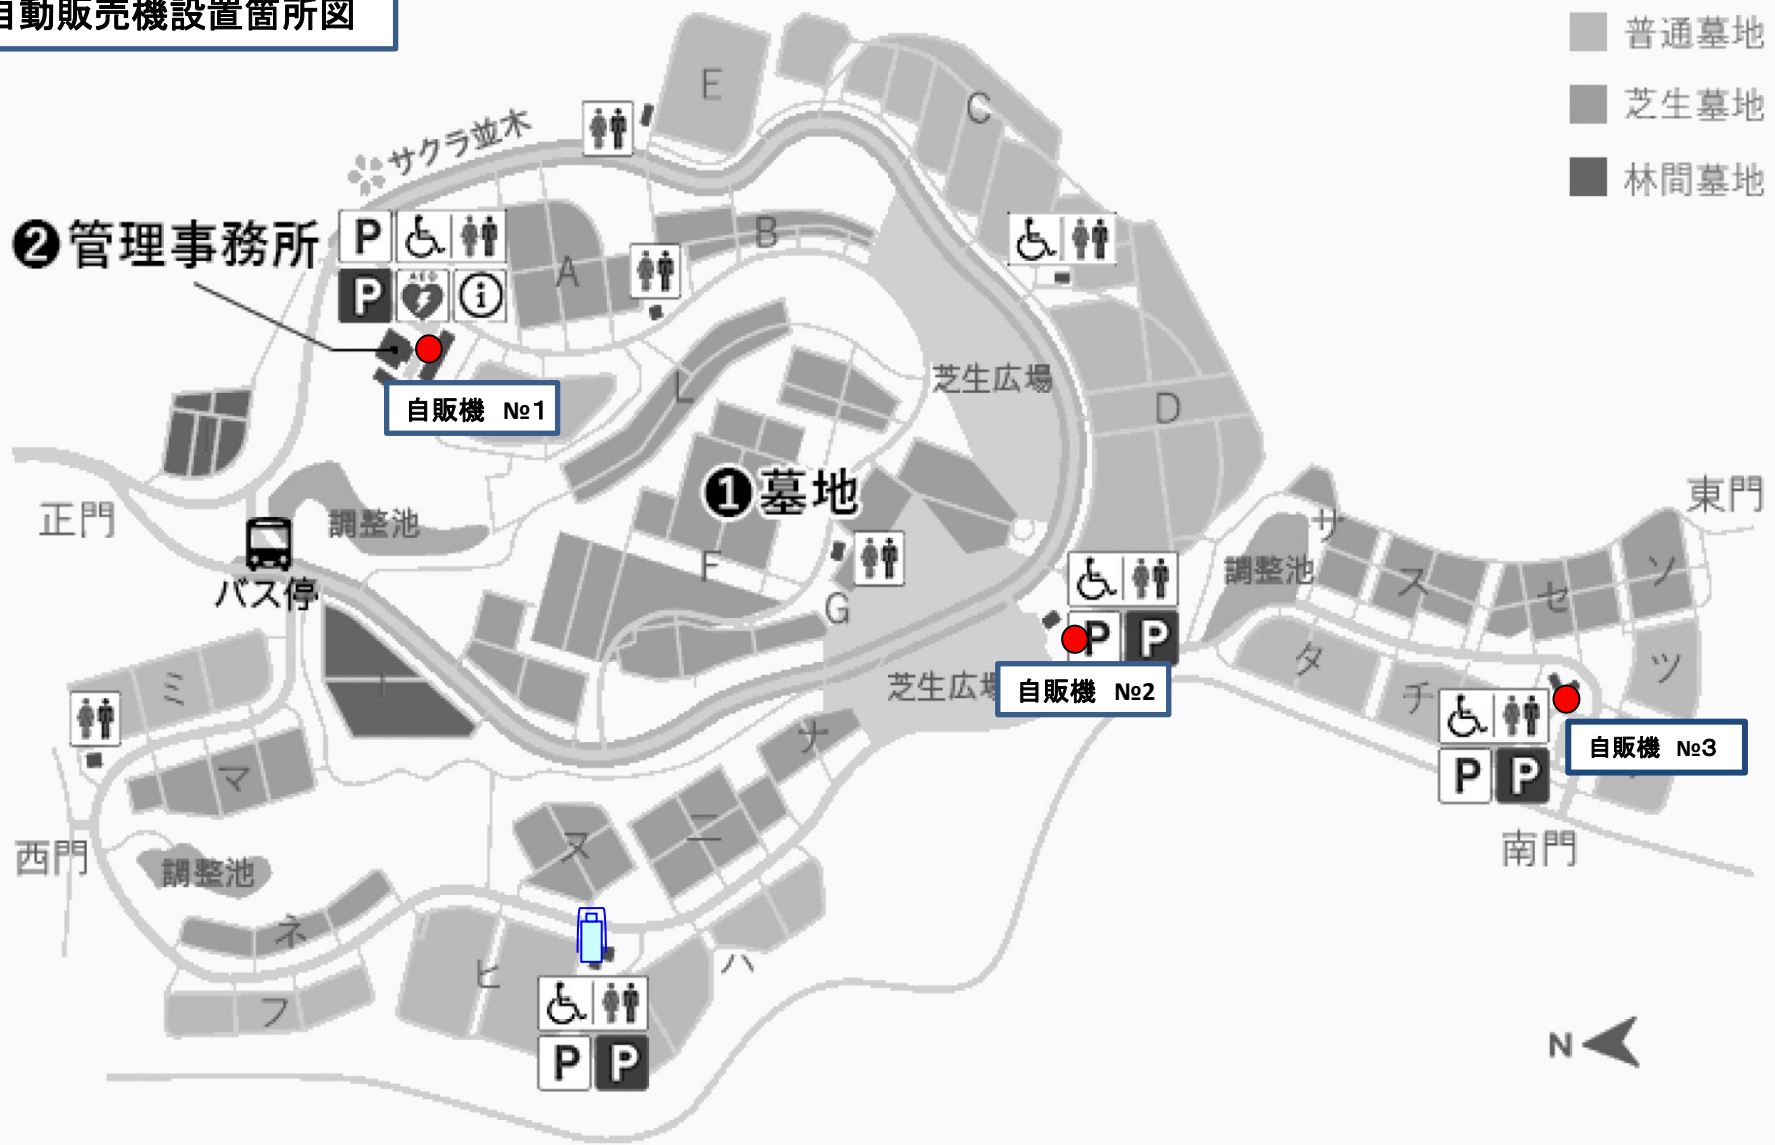 自動販売機設置箇所図
普通墓地
芝生墓地
林間墓地
E
C
サクラ並木
❷管理事務所
P
P
AED
i
A
B
芝生広場
L
D
自販機 №1
❶墓地
正門
調整池
バス停
F
G
東門
サ
調整池
ス
セ
ソ
P
P
タ
チ
ツ
芝生広場
自販機 №2
ミ
ナ
P
P
自販機 №3
マ
西門
調整池
ヌ
ニ
南門
ネ
ヒ
ハ
フ
P
P
N